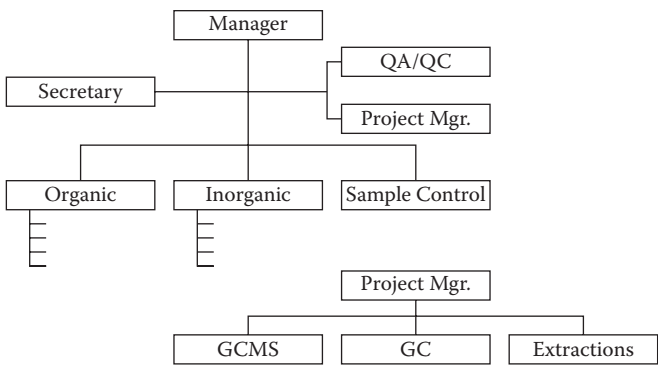 Manager
QA/QC
Secretary
Project Mgr.
Organic
Inorganic
Sample Control
Project Mgr.
GCMS
GC
Extractions